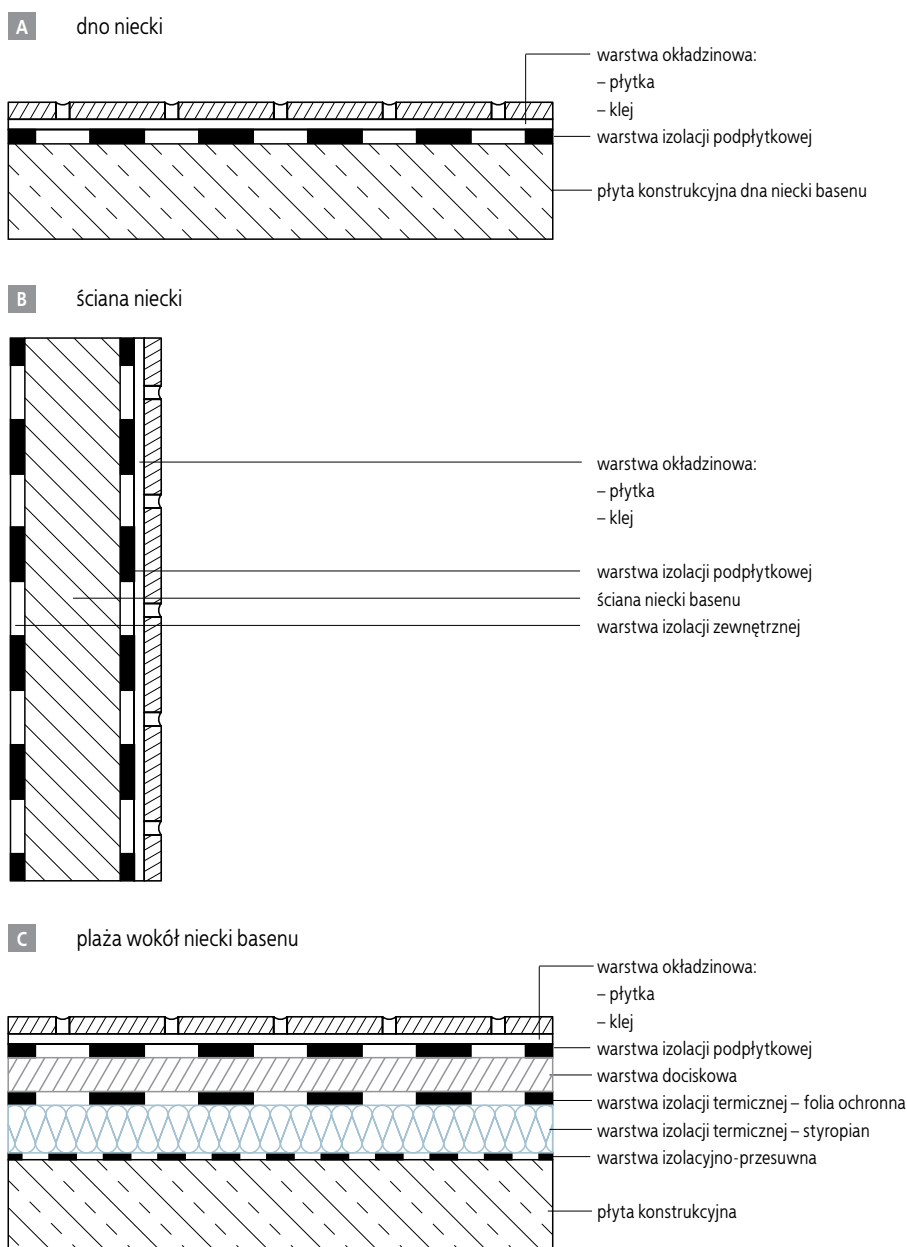 A dno niecki
warstwa okładzinowa:
– płytka
– klej
warstwa izolacji podpłytkowej
płyta konstrukcyjna dna niecki basenu
B ściana niecki
warstwa okładzinowa:
– płytka
– klej
warstwa izolacji podpłytkowej
ściana niecki basenu
warstwa izolacji zewnętrznej
C plaża wokół niecki basenu
warstwa okładzinowa:
– płytka
– klej
warstwa izolacji podpłytkowej
warstwa dociskowa
warstwa izolacji termicznej – folia ochronna
warstwa izolacji termicznej – styropian
warstwa izolacyjno-przesuwna
płyta konstrukcyjna